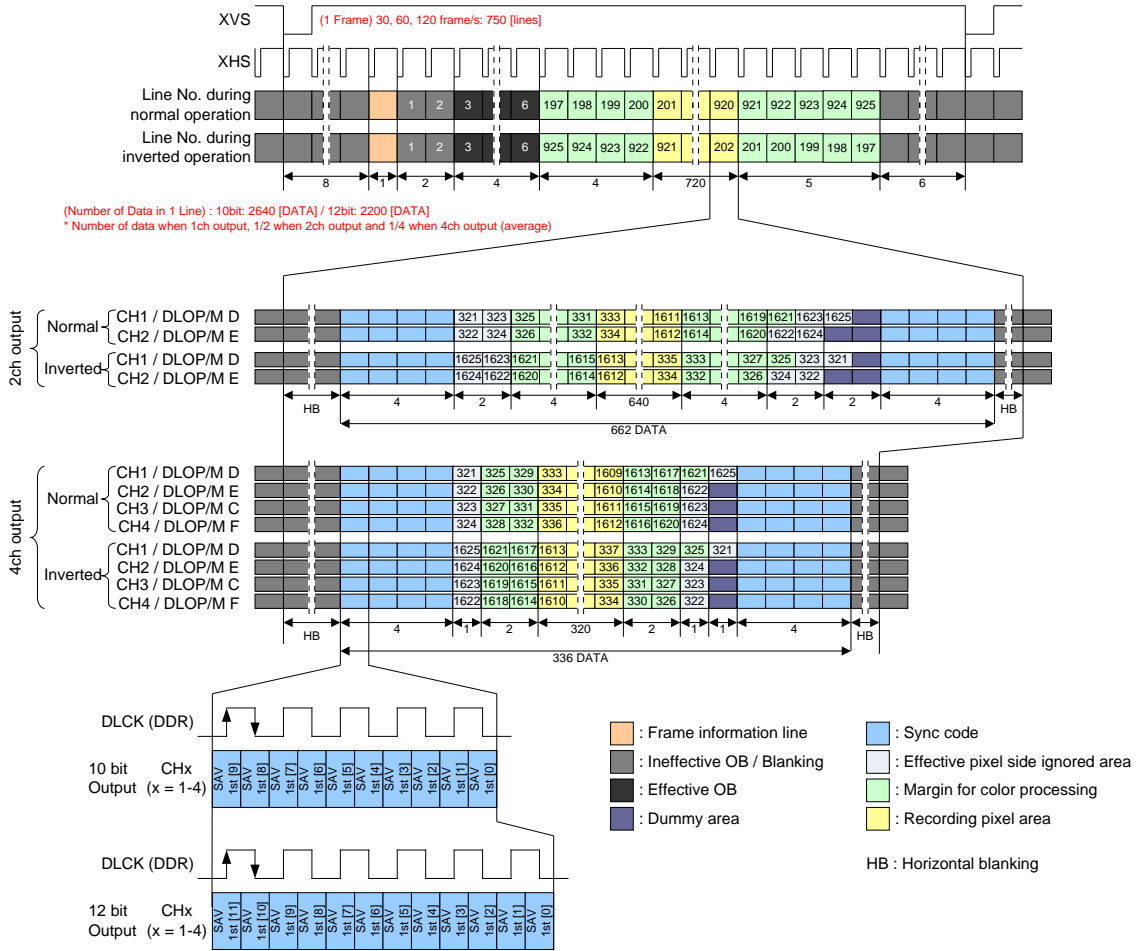 XVS (1 Frame) 30, 60, 120 frame/s: 750 [lines]
XHS
Line No. during normal operation 1 2 3 6 197 198 199 200 201 920 921 922 923 924 925
Line No. during inverted operation 1 2 3 6 925 924 923 922 921 202 201 200 199 198 197
8 1 2 4 4 720 5 6
(Number of Data in 1 Line) : 10bit: 2640 [DATA] / 12bit: 2200 [DATA]
* Number of data when 1ch output, 1/2 when 2ch output and 1/4 when 4ch output (average)
2ch output
Normal
CH1 / DLOP/M D 321 323 325 331 333 1611 1613 1619 1621 1623 1625
CH2 / DLOP/M E 322 324 326 332 334 1612 1614 1620 1622 1624
Inverted
CH1 / DLOP/M D 1625 1623 1621 1615 1613 335 333 327 325 323 321
CH2 / DLOP/M E 1624 1622 1620 1614 1612 334 332 326 324 322
HB 4 2 4 640 4 2 2 4 HB
662 DATA
4ch output
Normal
CH1 / DLOP/M D 321 325 329 333 1609 1613 1617 1621 1625
CH2 / DLOP/M E 322 326 330 334 1610 1614 1618 1622
CH3 / DLOP/M C 323 327 331 335 1611 1615 1619 1623
CH4 / DLOP/M F 324 328 332 336 1612 1616 1620 1624
Inverted
CH1 / DLOP/M D 1625 1621 1617 1613 337 333 329 325 321
CH2 / DLOP/M E 1624 1620 1616 1612 336 332 328 324
CH3 / DLOP/M C 1623 1619 1615 1611 335 331 327 323
CH4 / DLOP/M F 1622 1618 1614 1610 334 330 326 322
HB 4 1 2 320 2 1 1 4 HB
336 DATA
DLCK (DDR)
10 bit Output CHx (x = 1-4)
SAV 1st [9] SAV 1st [8] SAV 1st [7] SAV 1st [6] SAV 1st [5] SAV 1st [4] SAV 1st [3] SAV 1st [2] SAV 1st [1] SAV 1st [0]
DLCK (DDR)
12 bit Output CHx (x = 1-4)
SAV 1st [11] SAV 1st [10] SAV 1st [9] SAV 1st [8] SAV 1st [7] SAV 1st [6] SAV 1st [5] SAV 1st [4] SAV 1st [3] SAV 1st [2] SAV 1st [1] SAV 1st [0]
: Frame information line
: Ineffective OB / Blanking
: Effective OB
: Dummy area
: Sync code
: Effective pixel side ignored area
: Margin for color processing
: Recording pixel area
HB : Horizontal blanking